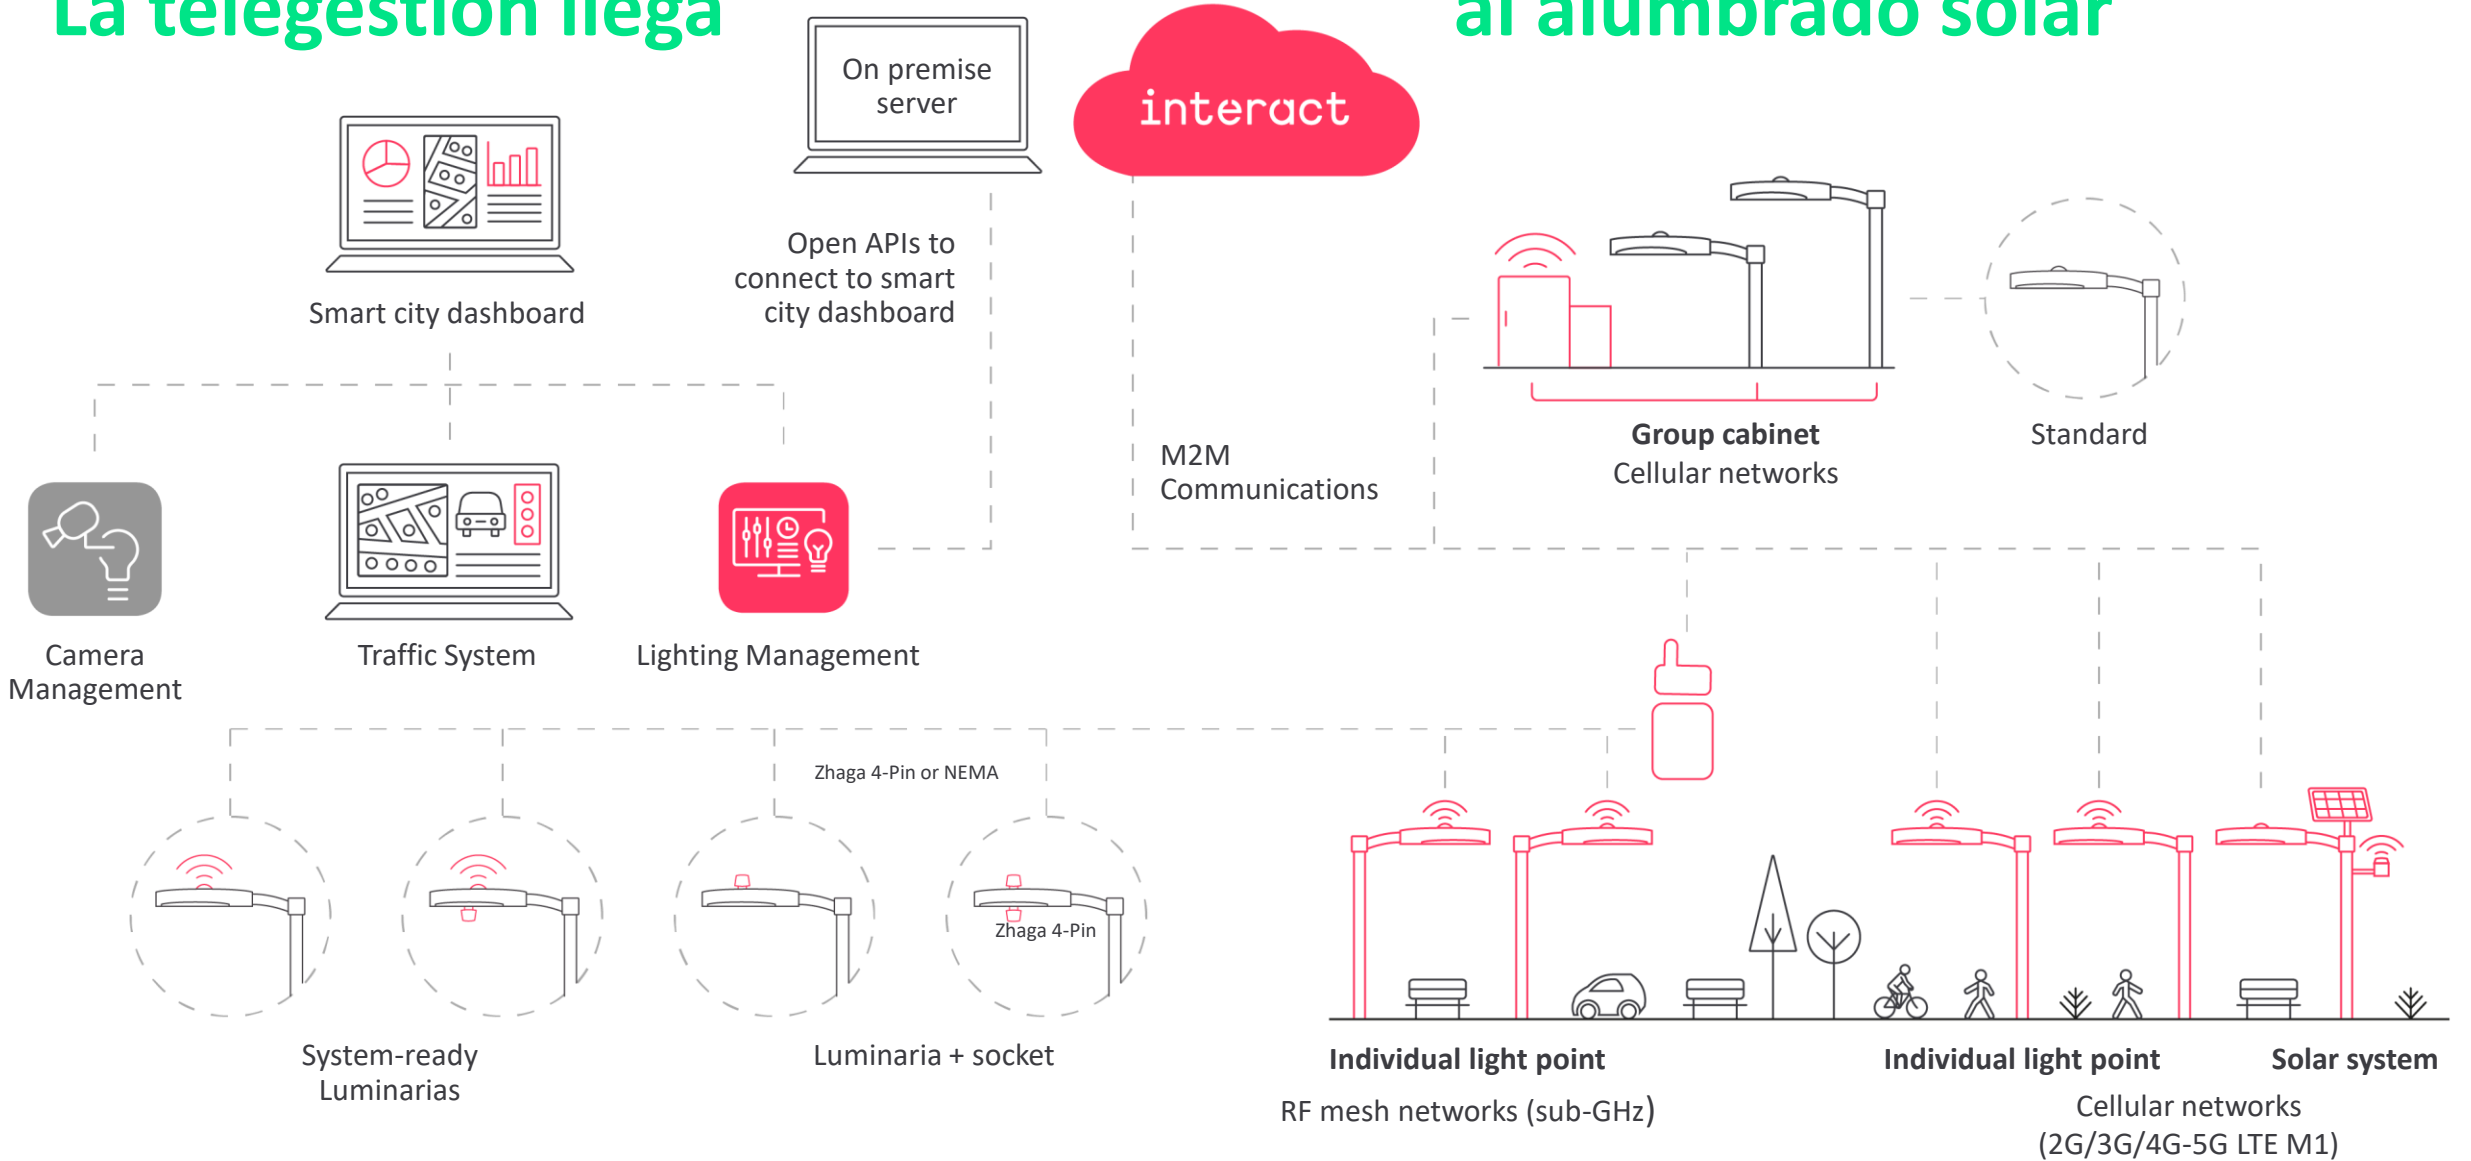 La telegestión llega al alumbrado solar
On premise
server
interact
Open APIs to
connect to smart
city dashboard
Smart city dashboard
M2M
Communications
Group cabinet
Cellular networks
Standard
Camera
Management
Traffic System
Lighting Management
Zhaga 4-Pin or NEMA
Zhaga 4-Pin
System-ready
Luminarias
Luminaria + socket
Individual light point
RF mesh networks (sub-GHz)
Individual light point
Solar system
Cellular networks
(2G/3G/4G-5G LTE M1)